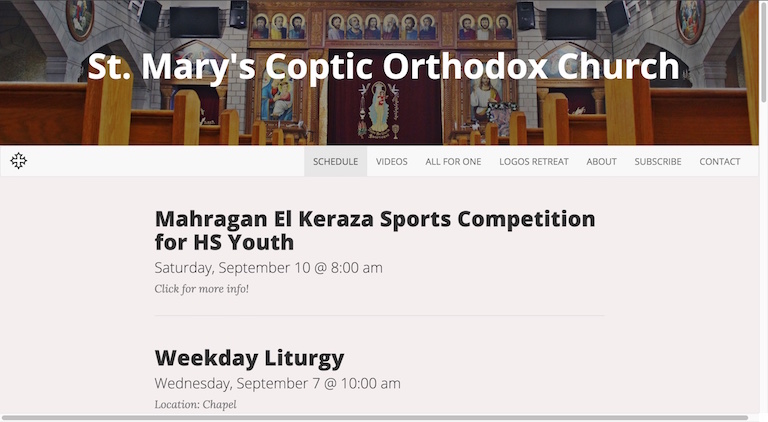 St. Mary's Coptic Orthodox Church
SCHEDULE VIDEOS ALL FOR ONE LOGOS RETREAT ABOUT SUBSCRIBE CONTACT
Mahragan El Keraza Sports Competition
for HS Youth
Saturday, September 10 @ 8:00 am
Click for more info!
Weekday Liturgy
Wednesday, September 7 @ 10:00 am
Location: Chapel